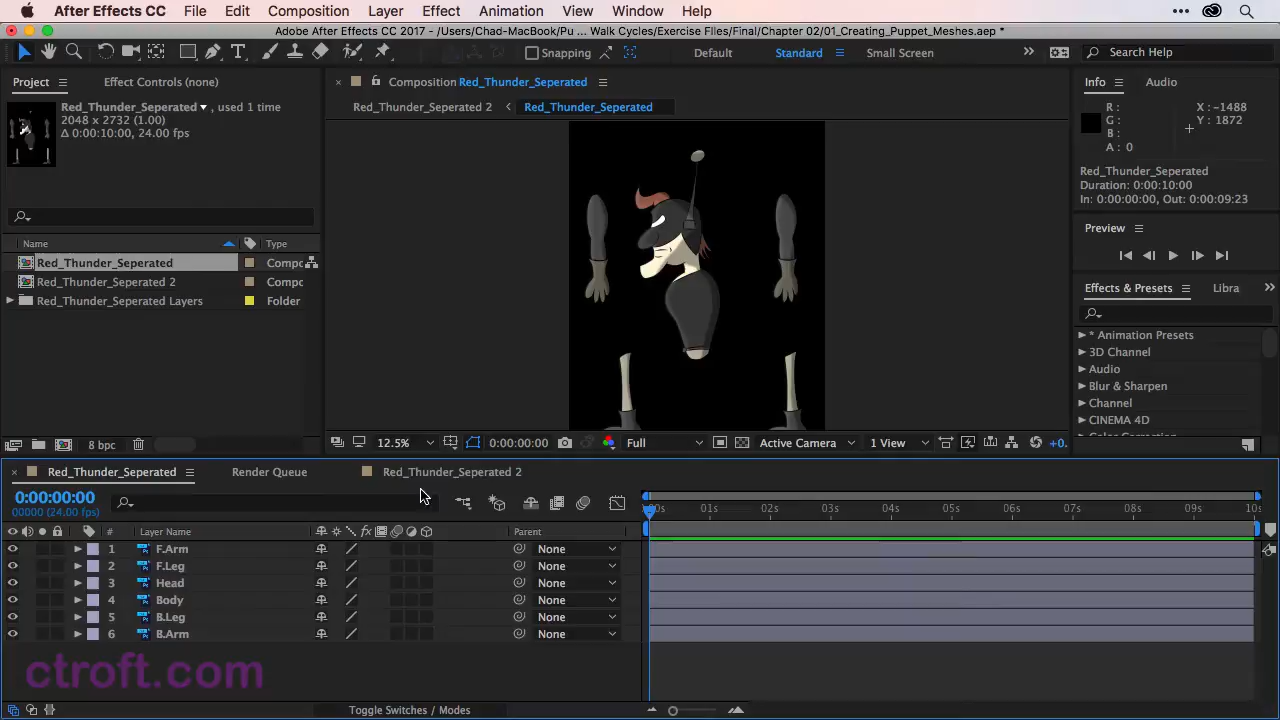 After Effects CC File Edit Composition Layer Effect Animation View Window Help
Adobe After Effects CC 2017 - /Users/Chad-MacBook/Pu ... Walk Cycles/Exercise Files/Final/Chapter 02/01_Creating_Puppet_Meshes.aep *
Snapping Default Standard Small Screen Search Help
Project Effect Controls (none)
Composition Red_Thunder_Seperated
Info Audio
Red_Thunder_Seperated , used 1 time
2048 x 2732 (1.00)
Δ 0:00:10:00, 24.00 fps
Red_Thunder_Seperated 2 Red_Thunder_Seperated
R: X: -1488
G: Y: 1872
B:
A: 0
Red_Thunder_Seperated
Duration: 0:00:10:00
In: 0:00:00:00, Out: 0:00:09:23
Preview
Name Type
Red_Thunder_Seperated Compo
Red_Thunder_Seperated 2 Compo
Red_Thunder_Seperated Layers Folder
Effects & Presets Libra
* Animation Presets
3D Channel
Audio
Blur & Sharpen
Channel
CINEMA 4D
8 bpc
12.5% 0:00:00:00 Full Active Camera 1 View +0.
Red_Thunder_Seperated Render Queue Red_Thunder_Seperated 2
0:00:00:00
00000 (24.00 fps)
:00s 01s 02s 03s 04s 05s 06s 07s 08s 09s 10s
# Layer Name Parent
1 F.Arm None
2 F.Leg None
3 Head None
4 Body None
5 B.Leg None
6 B.Arm None
ctroft.com
Toggle Switches / Modes